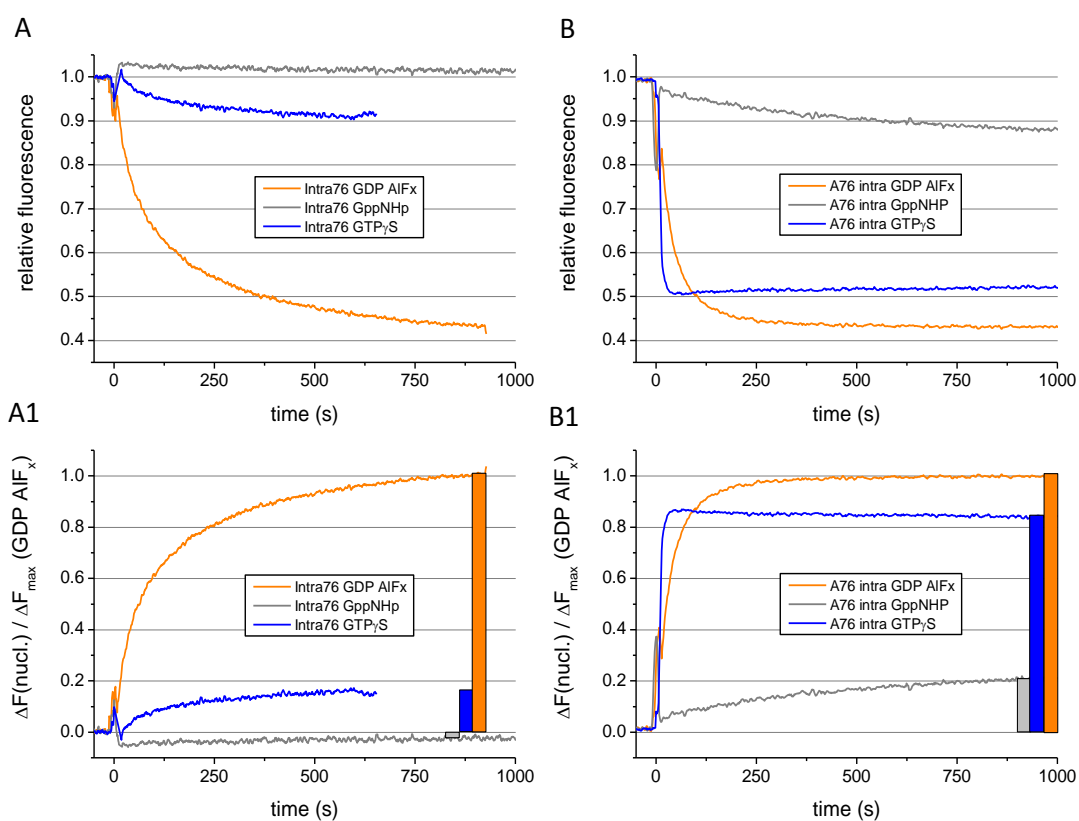 A
relative fluorescence
1.0
0.9
0.8
0.7
0.6
0.5
0.4
Intra76 GDP AlFx
Intra76 GppNHp
Intra76 GTPγS
0 250 500 750 1000
time (s)
B
relative fluorescence
1.0
0.9
0.8
0.7
0.6
0.5
0.4
A76 intra GDP AlFx
A76 intra GppNHP
A76 intra GTPγS
0 250 500 750 1000
time (s)
A1
ΔF(nucl.) / ΔFmax (GDP AlFx)
1.0
0.8
0.6
0.4
0.2
0.0
Intra76 GDP AlFx
Intra76 GppNHp
Intra76 GTPγS
0 250 500 750 1000
time (s)
B1
ΔF(nucl.) / ΔFmax (GDP AlFx)
1.0
0.8
0.6
0.4
0.2
0.0
A76 intra GDP AlFx
A76 intra GppNHP
A76 intra GTPγS
0 250 500 750 1000
time (s)